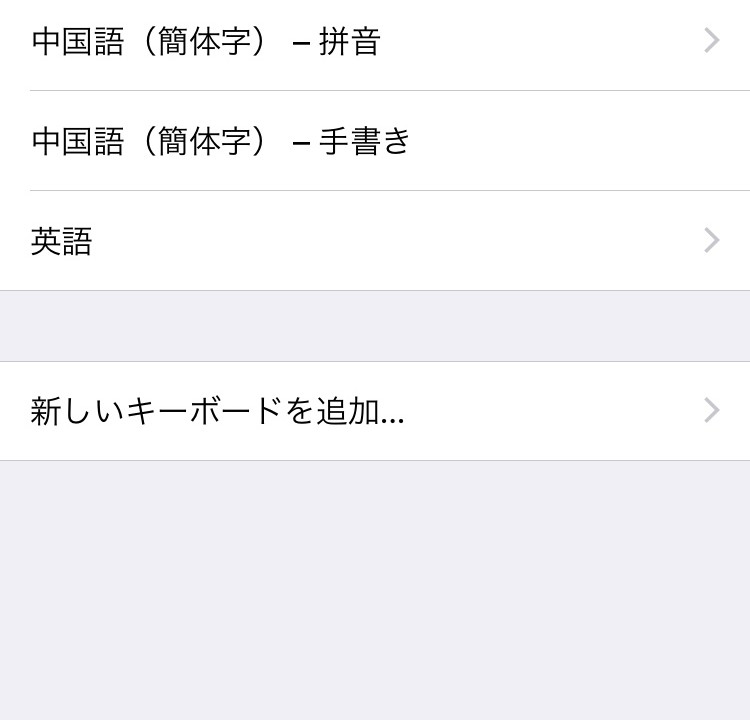 中国語（簡体字） – 拼音
中国語（簡体字） – 手書き
英語
新しいキーボードを追加...